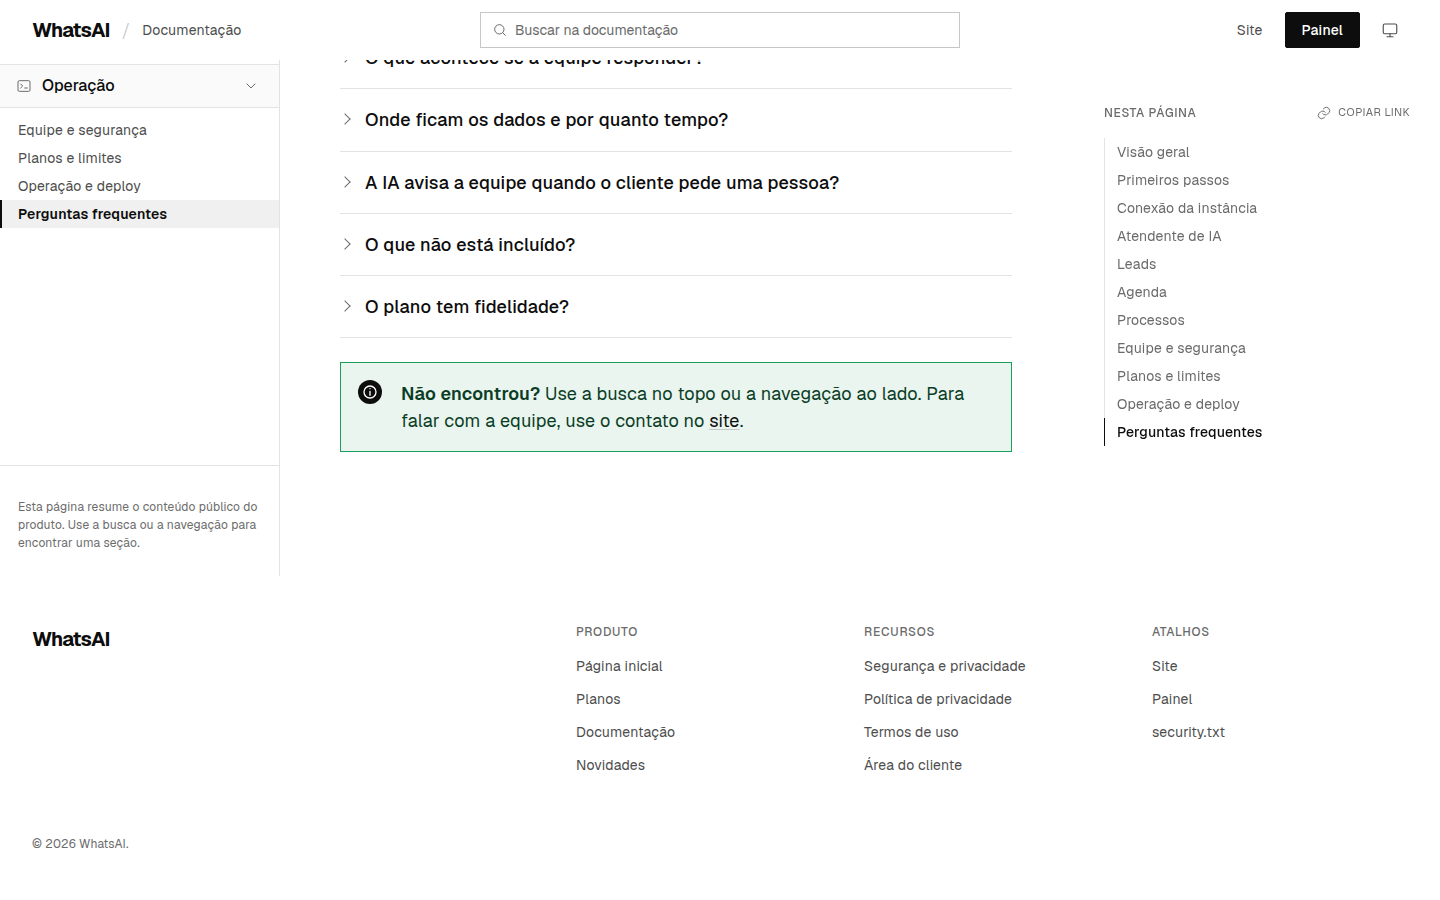 WhatsAI / Documentação
Buscar na documentação
Site
Painel
Operação
Equipe e segurança
Planos e limites
Operação e deploy
Perguntas frequentes
Esta página resume o conteúdo público do
produto. Use a busca ou a navegação para
encontrar uma seção.
O que acontece se a equipe responder?
Onde ficam os dados e por quanto tempo?
A IA avisa a equipe quando o cliente pede uma pessoa?
O que não está incluído?
O plano tem fidelidade?
Não encontrou? Use a busca no topo ou a navegação ao lado. Para
falar com a equipe, use o contato no site.
NESTA PÁGINA
COPIAR LINK
Visão geral
Primeiros passos
Conexão da instância
Atendente de IA
Leads
Agenda
Processos
Equipe e segurança
Planos e limites
Operação e deploy
Perguntas frequentes
WhatsAI
PRODUTO
Página inicial
Planos
Documentação
Novidades
RECURSOS
Segurança e privacidade
Política de privacidade
Termos de uso
Área do cliente
ATALHOS
Site
Painel
security.txt
© 2026 WhatsAI.